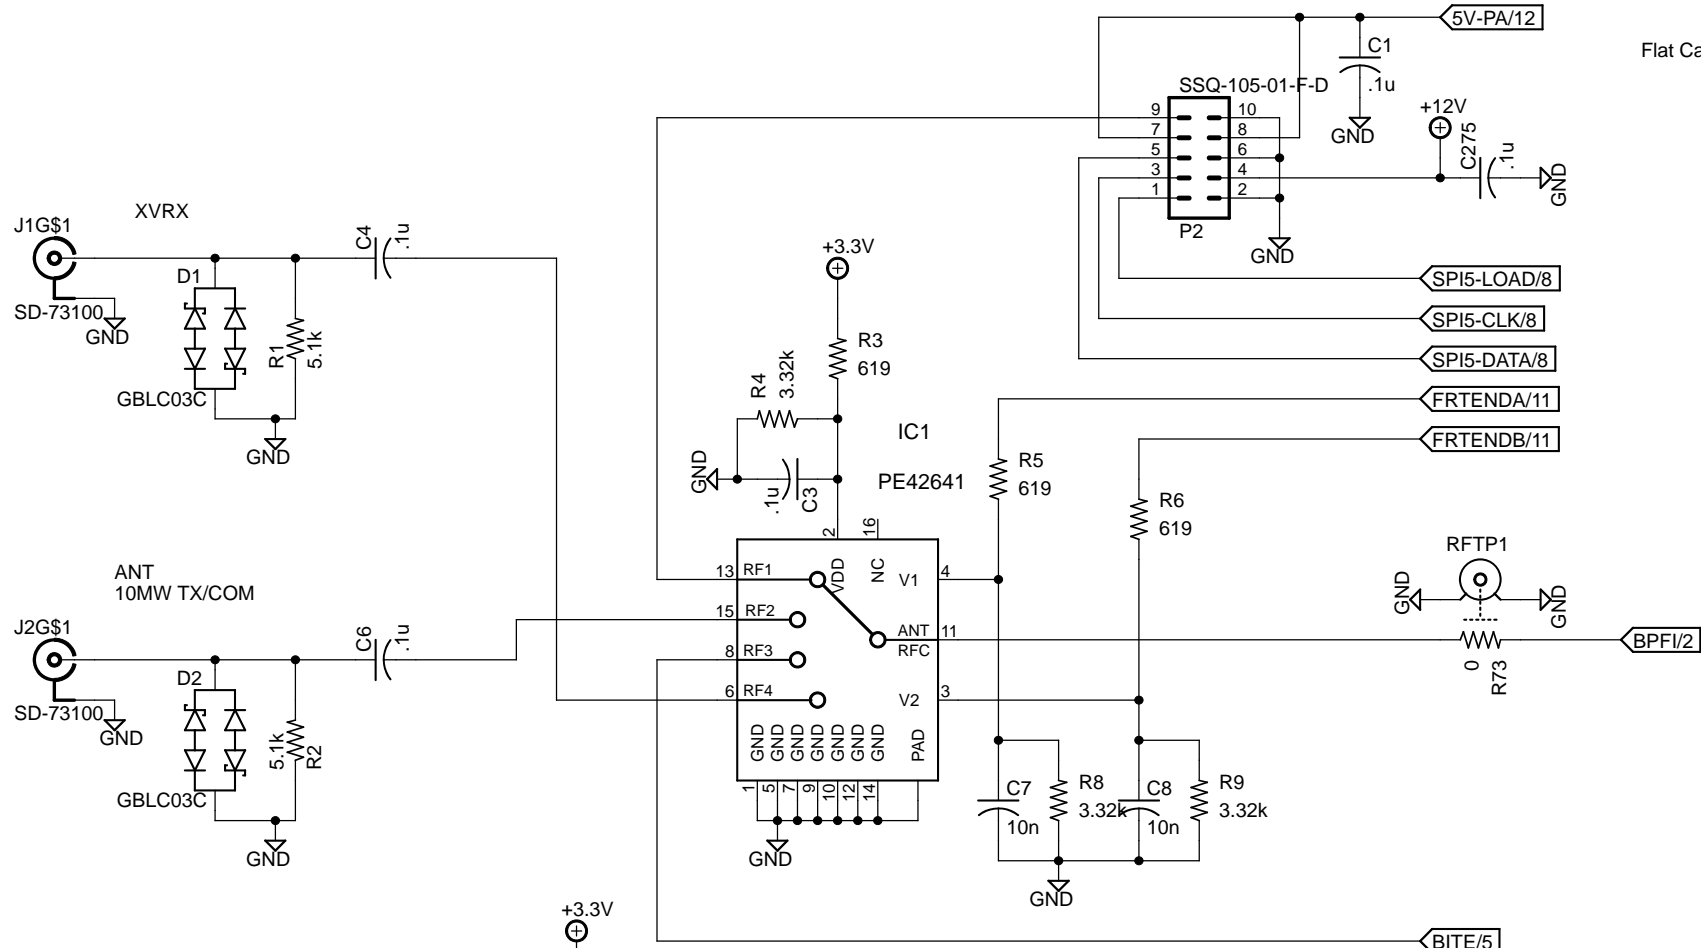 5V-PA/12
Flat Ca
C1
.1u
GND
SSQ-105-01-F-D
9 10
7 8
5 6
3 4
1 2
P2
GND
+12V
C275
.1u
GND
XVRX
J1G$1
SD-73100
GND
D1
GBLC03C
R1
5.1k
GND
C4
.1u
+3.3V
R3
619
R4
3.32k
GND
.1u
C3
SPI5-LOAD/8
SPI5-CLK/8
SPI5-DATA/8
FRTENDA/11
FRTENDB/11
IC1
PE42641
R5
619
R6
619
ANT
10MW TX/COM
J2G$1
SD-73100
GND
D2
GBLC03C
5.1k
R2
GND
C6
.1u
2
16
VDD
NC
13 RF1
15 RF2
8 RF3
6 RF4
V1 4
ANT 11
RFC
V2 3
GND GND GND GND GND GND GND PAD
1 5 7 9 10 12 14
GND
RFTP1
GND
GND
0
R73
BPFI/2
C7
10n
R8
3.32k
C8
10n
R9
3.32k
GND
+3.3V
BITE/5